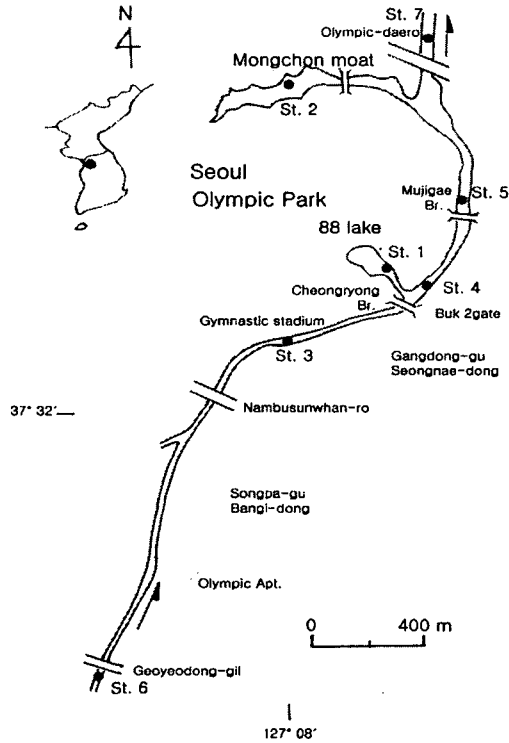 N
St. 7
Olympic-daero
Mongchon moat
St. 2
Seoul
Olympic Park
Mujigae
Br.
St. 5
88 lake
St. 1
St. 4
Cheongryong
Br.
Buk 2gate
Gymnastic stadium
St. 3
Gangdong-gu
Seongnae-dong
37° 32'
Nambusunwhan-ro
Songpa-gu
Bangi-dong
Olympic Apt.
0
400 m
Geoyeodong-gil
St. 6
127° 08'